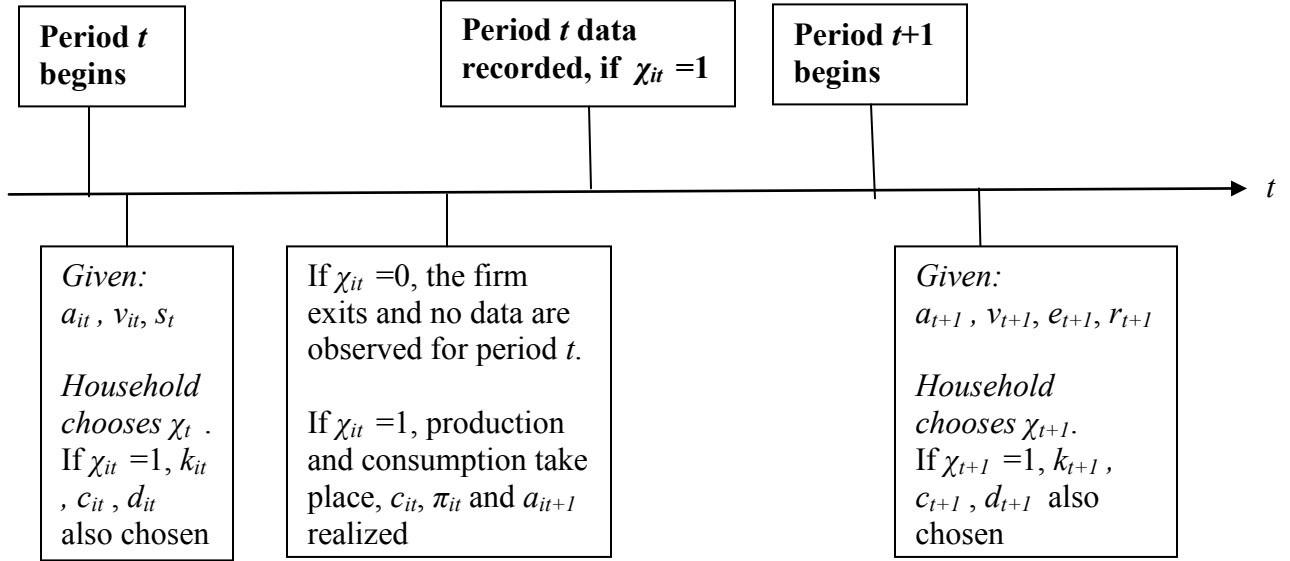 Period t
begins
Period t data
recorded, if χit =1
Period t+1
begins
t
Given:
ait , vit, st
Household
chooses χt .
If χit =1, kit
, cit , dit
also chosen
If χit =0, the firm
exits and no data are
observed for period t.
If χit =1, production
and consumption take
place, cit, πit and ait+1
realized
Given:
at+1 , vt+1, et+1, rt+1
Household
chooses χt+1.
If χt+1 =1, kt+1 ,
ct+1 , dt+1 also
chosen